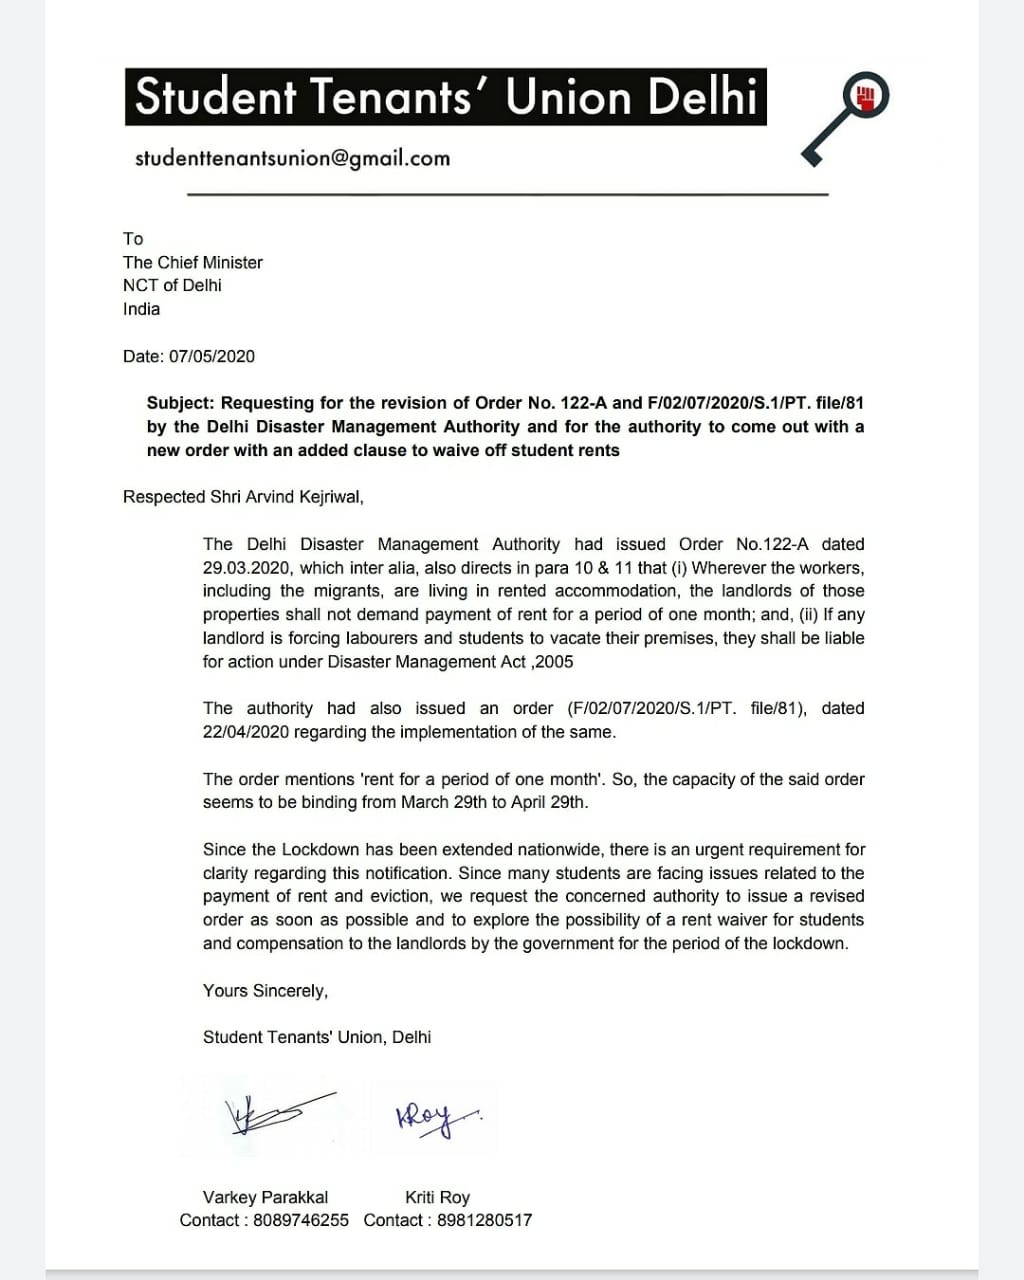 Student Tenants’ Union Delhi
studenttenantsunion@gmail.com
To
The Chief Minister
NCT of Delhi
India
Date: 07/05/2020
Subject: Requesting for the revision of Order No. 122-A and F/02/07/2020/S.1/PT. file/81
by the Delhi Disaster Management Authority and for the authority to come out with a
new order with an added clause to waive off student rents
Respected Shri Arvind Kejriwal,
The Delhi Disaster Management Authority had issued Order No.122-A dated
29.03.2020, which inter alia, also directs in para 10 & 11 that (i) Wherever the workers,
including the migrants, are living in rented accommodation, the landlords of those
properties shall not demand payment of rent for a period of one month; and, (ii) If any
landlord is forcing labourers and students to vacate their premises, they shall be liable
for action under Disaster Management Act ,2005
The authority had also issued an order (F/02/07/2020/S.1/PT. file/81), dated
22/04/2020 regarding the implementation of the same.
The order mentions 'rent for a period of one month'. So, the capacity of the said order
seems to be binding from March 29th to April 29th.
Since the Lockdown has been extended nationwide, there is an urgent requirement for
clarity regarding this notification. Since many students are facing issues related to the
payment of rent and eviction, we request the concerned authority to issue a revised
order as soon as possible and to explore the possibility of a rent waiver for students
and compensation to the landlords by the government for the period of the lockdown.
Yours Sincerely,
Student Tenants' Union, Delhi
KRoy
Varkey Parakkal Kriti Roy
Contact : 8089746255 Contact : 8981280517